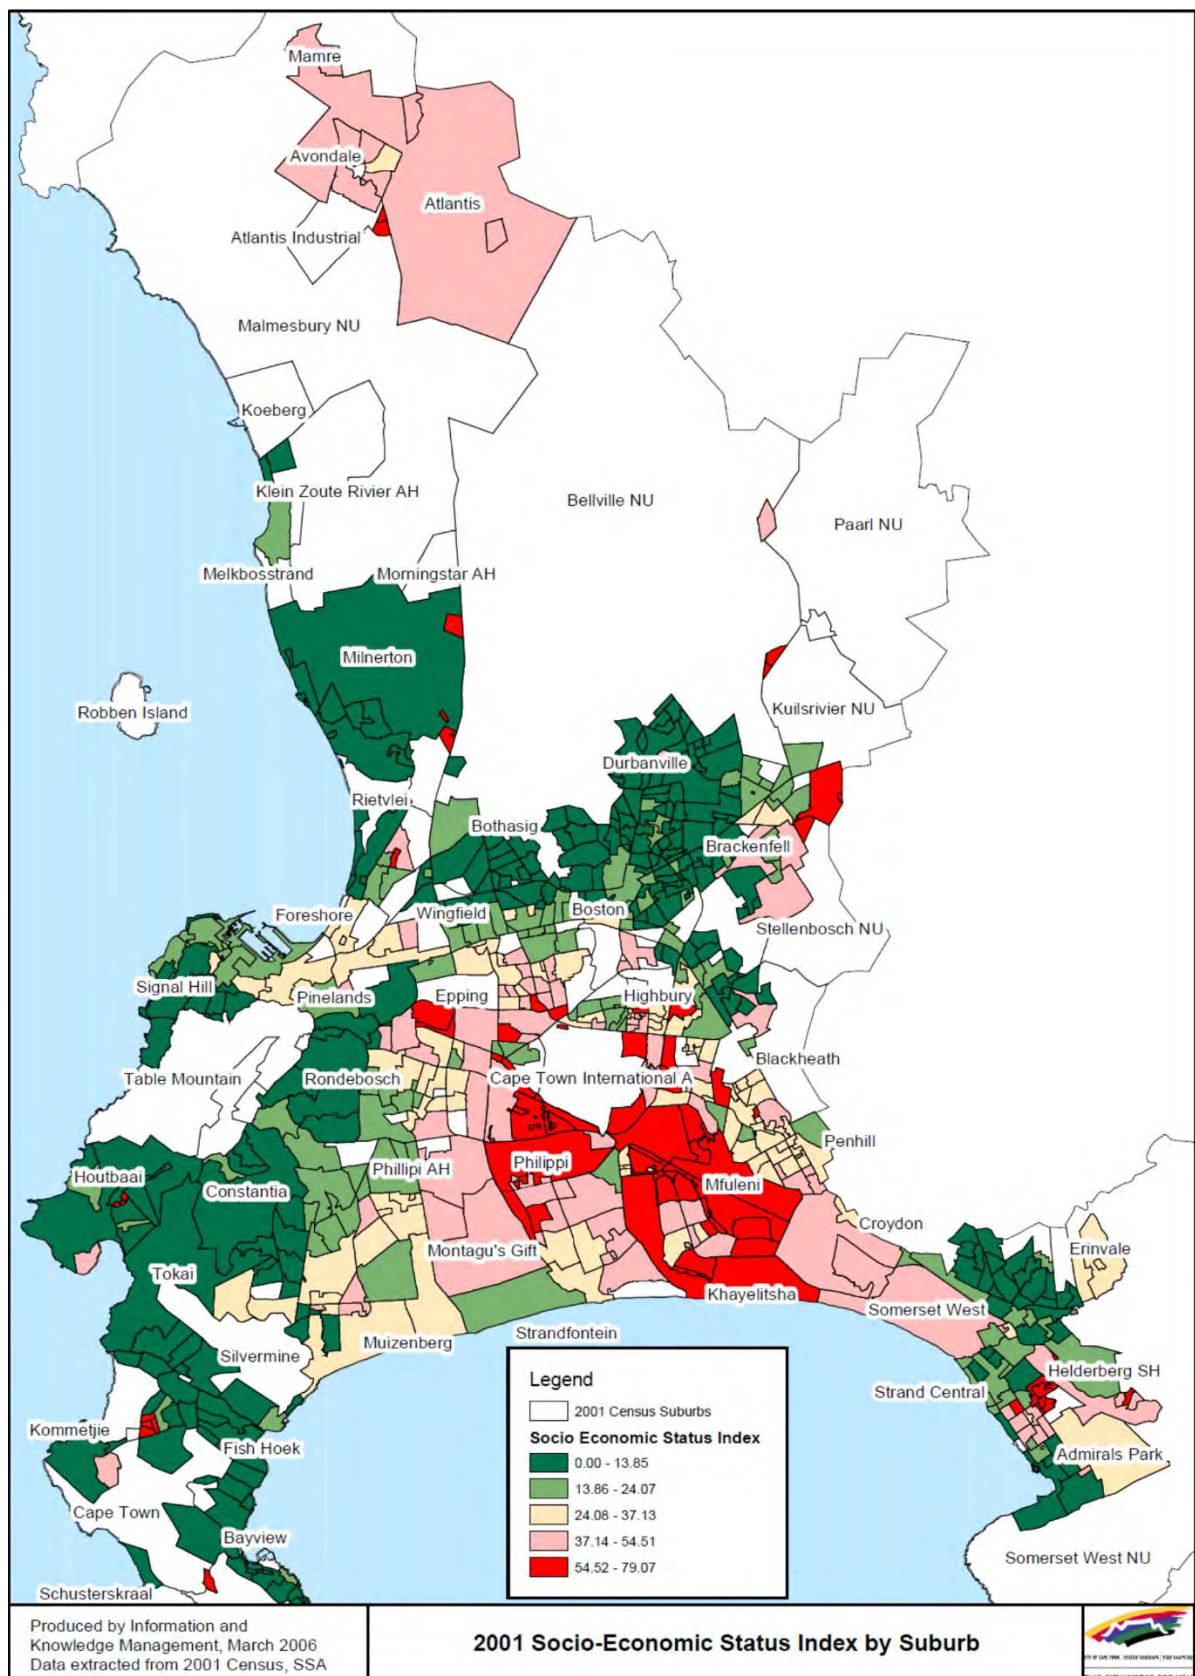 Mamre
Avondale
Atlantis
Atlantis Industrial
Malmesbury NU
Koeberg
Klein Zoute Rivier AH
Bellville NU
Paarl NU
Melkbosstrand
Morningstar AH
Milnerton
Robben Island
Kuilsrivier NU
Durbanville
Rietvlei
Bothasig
Brackenfell
Foreshore
Wingfield
Boston
Stellenbosch NU
Signal Hill
Pinelands
Epping
Highbury
Blackheath
Table Mountain
Rondebosch
Cape Town International A
Penhill
Houtbaai
Constantia
Phillipi AH
Philippi
Mfuleni
Croydon
Erinvale
Montagu's Gift
Tokai
Khayelitsha
Somerset West
Muizenberg
Strandfontein
Silvermine
Helderberg SH
Strand Central
Kommetjie
Fish Hoek
Admirals Park
Cape Town
Bayview
Somerset West NU
Schusterskraal
Legend
2001 Census Suburbs
Socio Economic Status Index
0.00 - 13.85
13.86 - 24.07
24.08 - 37.13
37.14 - 54.51
54.52 - 79.07
Produced by Information and
Knowledge Management, March 2006
Data extracted from 2001 Census, SSA
2001 Socio-Economic Status Index by Suburb